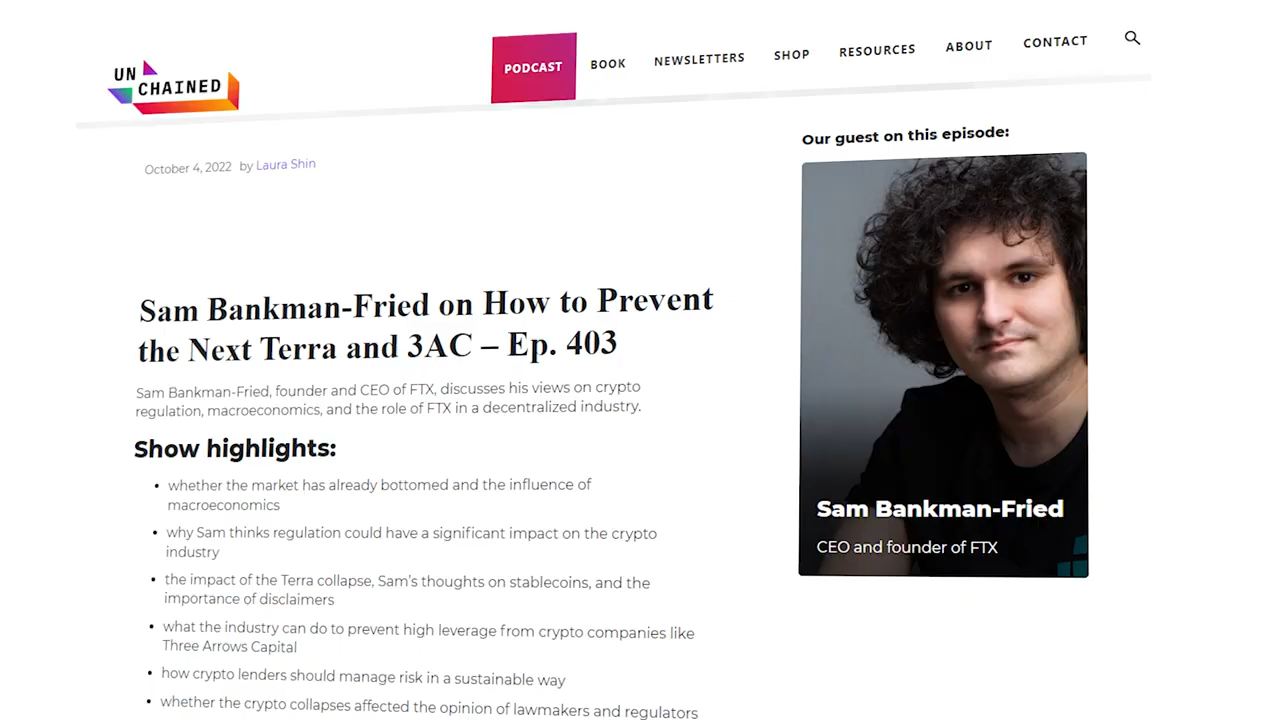 UN
CHAINED
PODCAST BOOK NEWSLETTERS SHOP RESOURCES ABOUT CONTACT
October 4, 2022 by Laura Shin
Sam Bankman-Fried on How to Prevent
the Next Terra and 3AC – Ep. 403
Sam Bankman-Fried, founder and CEO of FTX, discusses his views on crypto
regulation, macroeconomics, and the role of FTX in a decentralized industry.
Show highlights:
• whether the market has already bottomed and the influence of
macroeconomics
• why Sam thinks regulation could have a significant impact on the crypto
industry
• the impact of the Terra collapse, Sam's thoughts on stablecoins, and the
importance of disclaimers
• what the industry can do to prevent high leverage from crypto companies like
Three Arrows Capital
• how crypto lenders should manage risk in a sustainable way
• whether the crypto collapses affected the opinion of lawmakers and regulators
Our guest on this episode:
Sam Bankman-Fried
CEO and founder of FTX